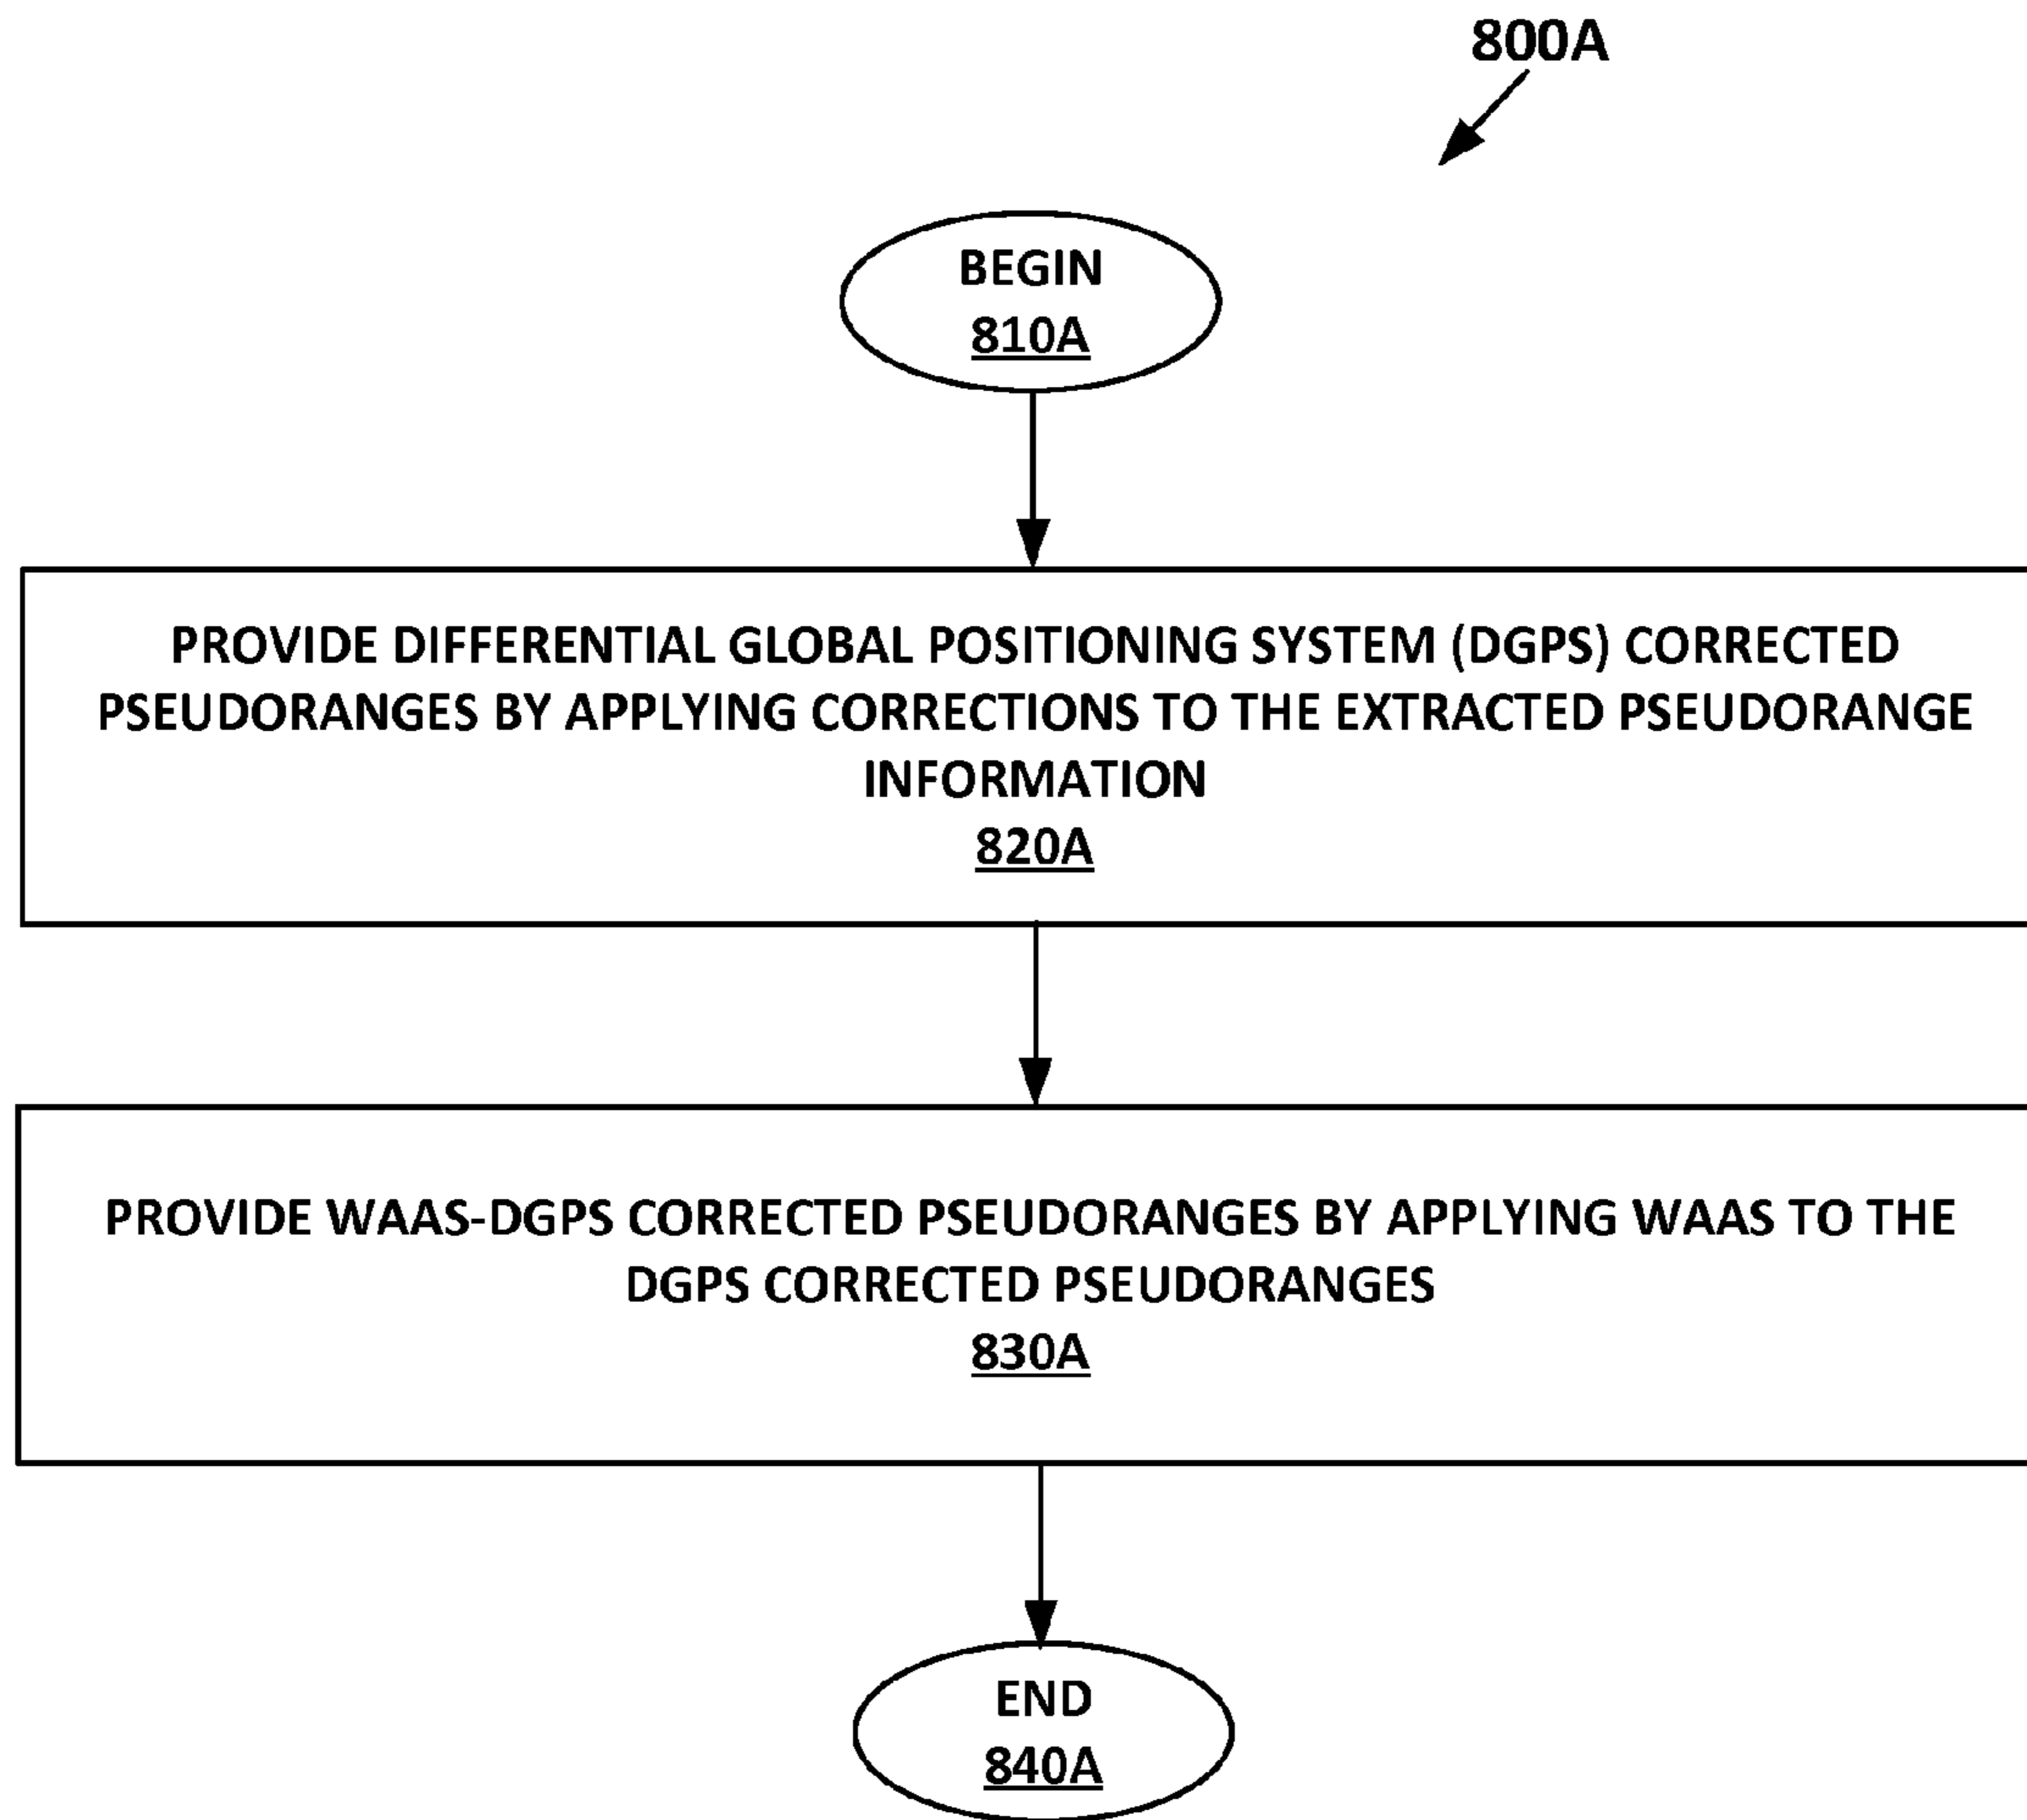 800A
BEGIN
810A
PROVIDE DIFFERENTIAL GLOBAL POSITIONING SYSTEM (DGPS) CORRECTED
PSEUDORANGES BY APPLYING CORRECTIONS TO THE EXTRACTED PSEUDORANGE
INFORMATION
820A
PROVIDE WAAS-DGPS CORRECTED PSEUDORANGES BY APPLYING WAAS TO THE
DGPS CORRECTED PSEUDORANGES
830A
END
840A